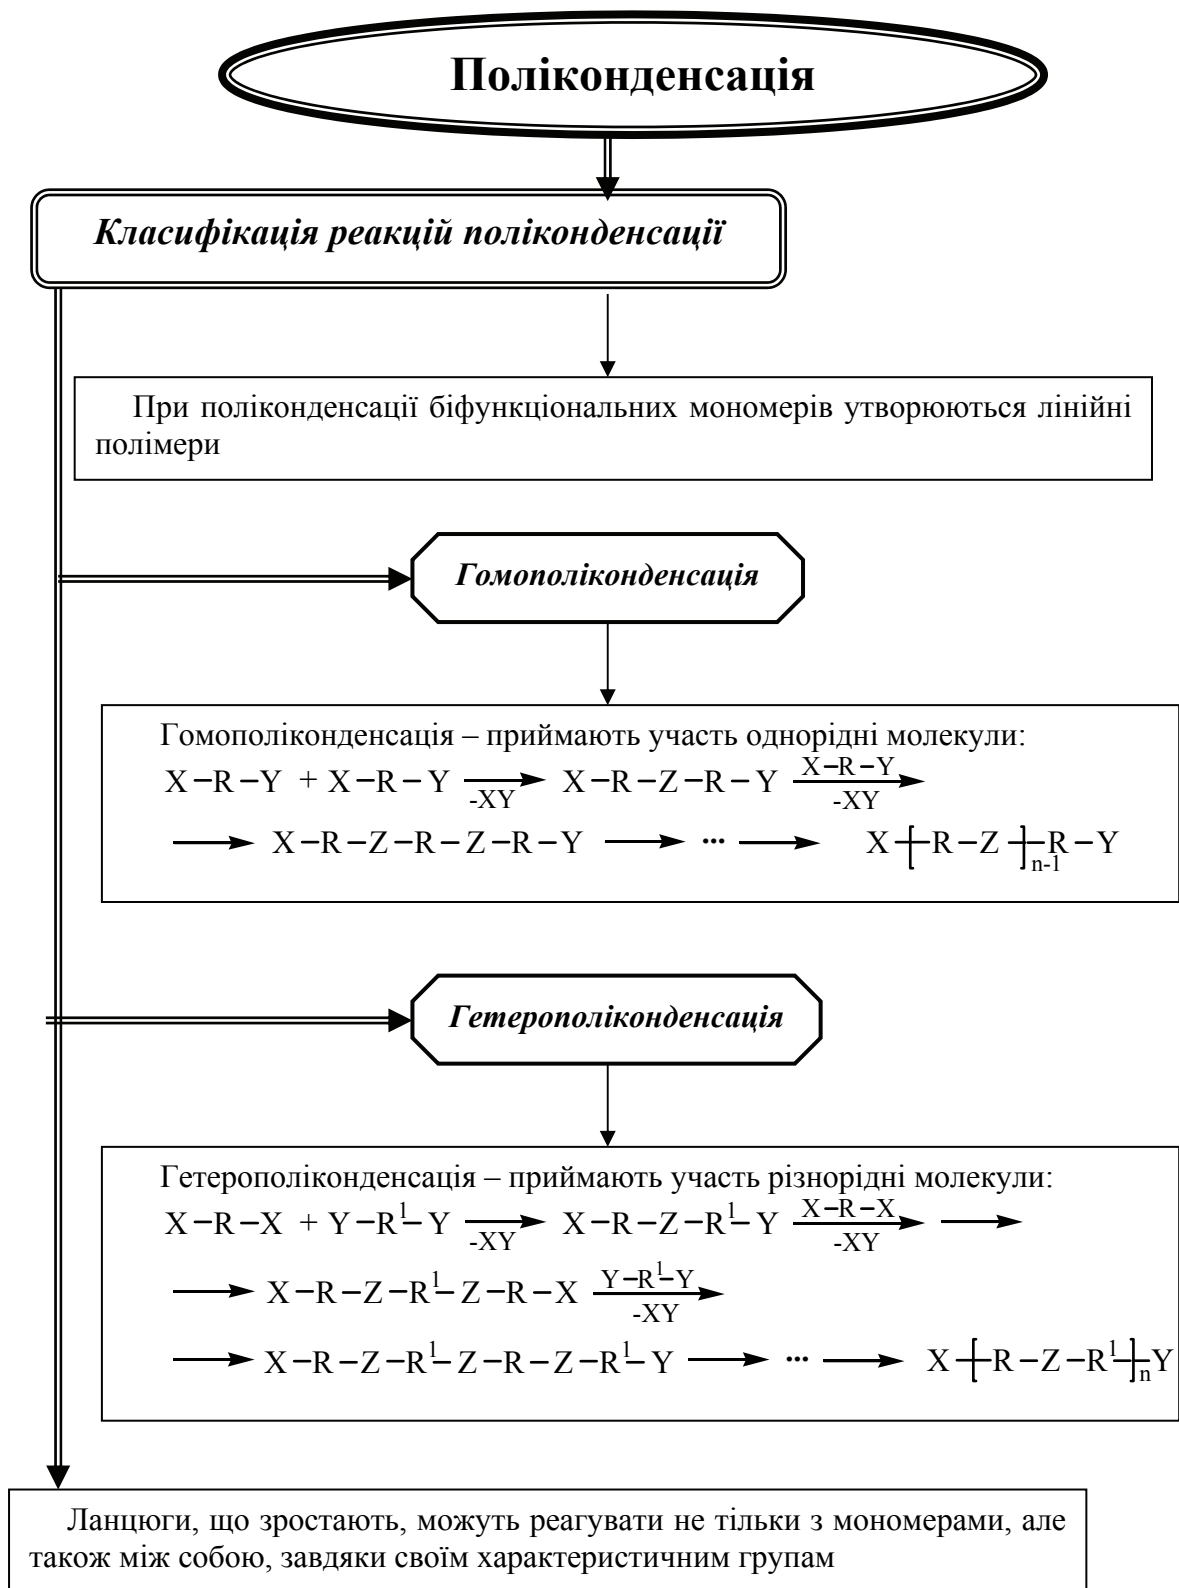 Поліконденсація
Класифікація реакцій поліконденсації
При поліконденсації біфункціональних мономерів утворюються лінійні
полімери
Гомополіконденсація
Гомополіконденсація – приймають участь однорідні молекули:
X–R–Y + X–R–Y -XY X–R–Z–R–Y X–R–Y -XY
X–R–Z–R–Z–R–Y ... X–[–R–Z–]n-1–R–Y
Гетерополіконденсація
Гетерополіконденсація – приймають участь різнорідні молекули:
X–R–X + Y–R¹–Y -XY X–R–Z–R¹–Y X–R–X -XY
X–R–Z–R¹–Z–R–X Y–R¹–Y -XY
X–R–Z–R¹–Z–R–Z–R¹–Y ... X–[–R–Z–R¹–]nY
Ланцюги, що зростають, можуть реагувати не тільки з мономерами, але
також між собою, завдяки своїм характеристичним групам